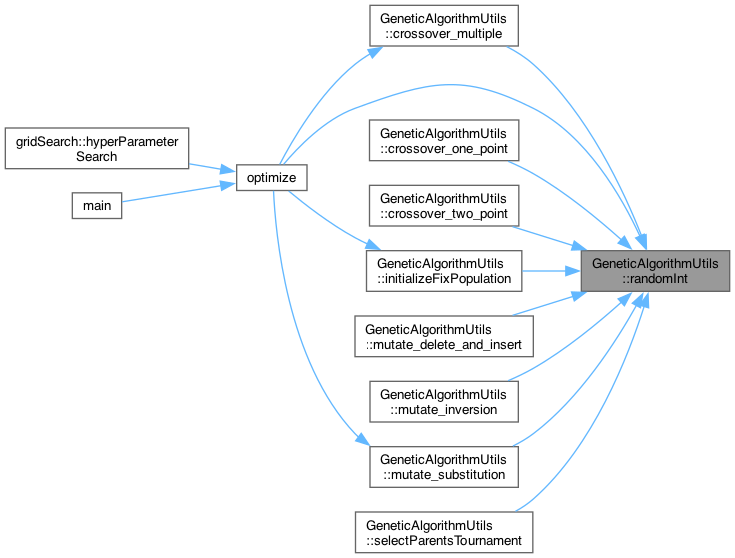 GeneticAlgorithmUtils
::crossover_multiple
gridSearch::hyperParameter
Search
main
optimize
GeneticAlgorithmUtils
::crossover_one_point
GeneticAlgorithmUtils
::crossover_two_point
GeneticAlgorithmUtils
::initializeFixPopulation
GeneticAlgorithmUtils
::mutate_delete_and_insert
GeneticAlgorithmUtils
::mutate_inversion
GeneticAlgorithmUtils
::mutate_substitution
GeneticAlgorithmUtils
::selectParentsTournament
GeneticAlgorithmUtils
::randomInt